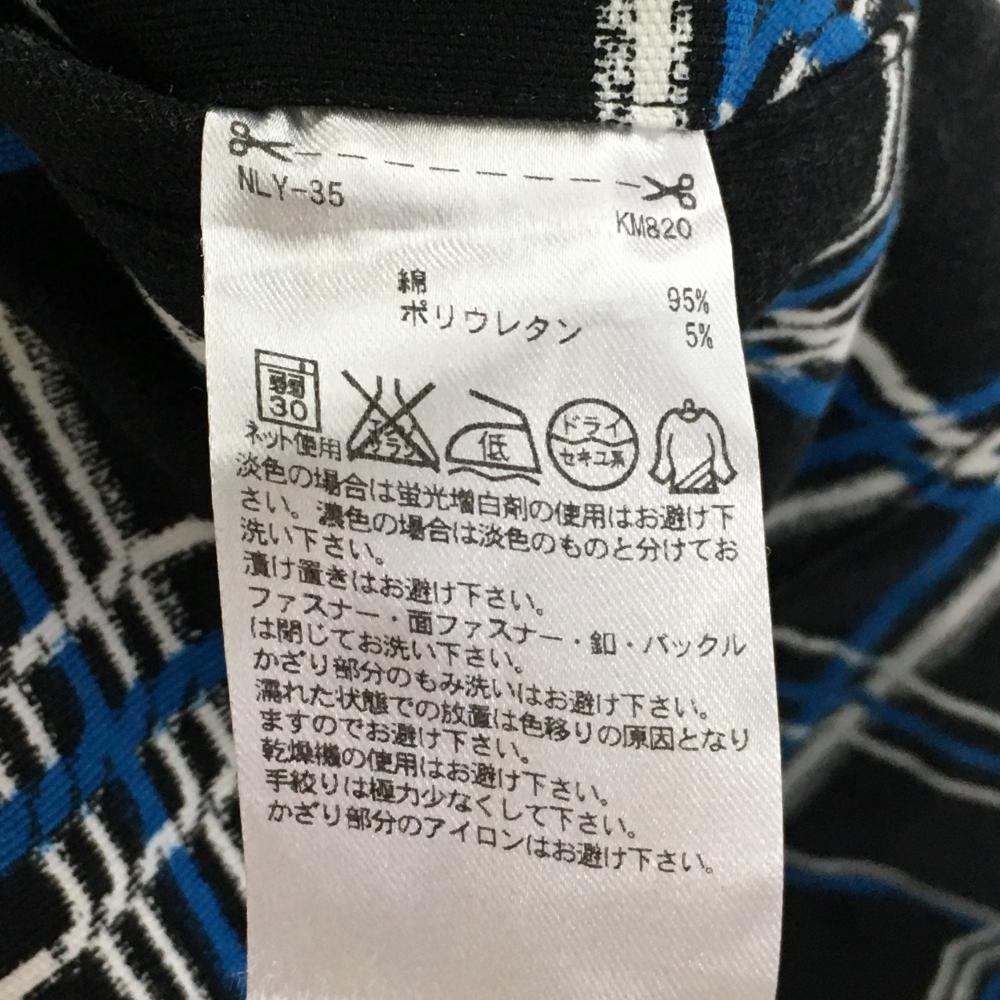 NLY-35
KM820
綿 95%
ポリウレタン 5%
弱
30
ネット使用
エンソ
サラシ
低
ドライ
セキユ系
淡色の場合は蛍光増白剤の使用はお避け下
さい。濃色の場合は淡色のものと分けてお
洗い下さい。
漬け置きはお避け下さい。
ファスナー・面ファスナー・釦・バックル
は閉じてお洗い下さい。
かざり部分のもみ洗いはお避け下さい。
濡れた状態での放置は色移りの原因となり
ますのでお避け下さい。
乾燥機の使用はお避け下さい。
手絞りは極力少なくして下さい。
かざり部分のアイロンはお避け下さい。